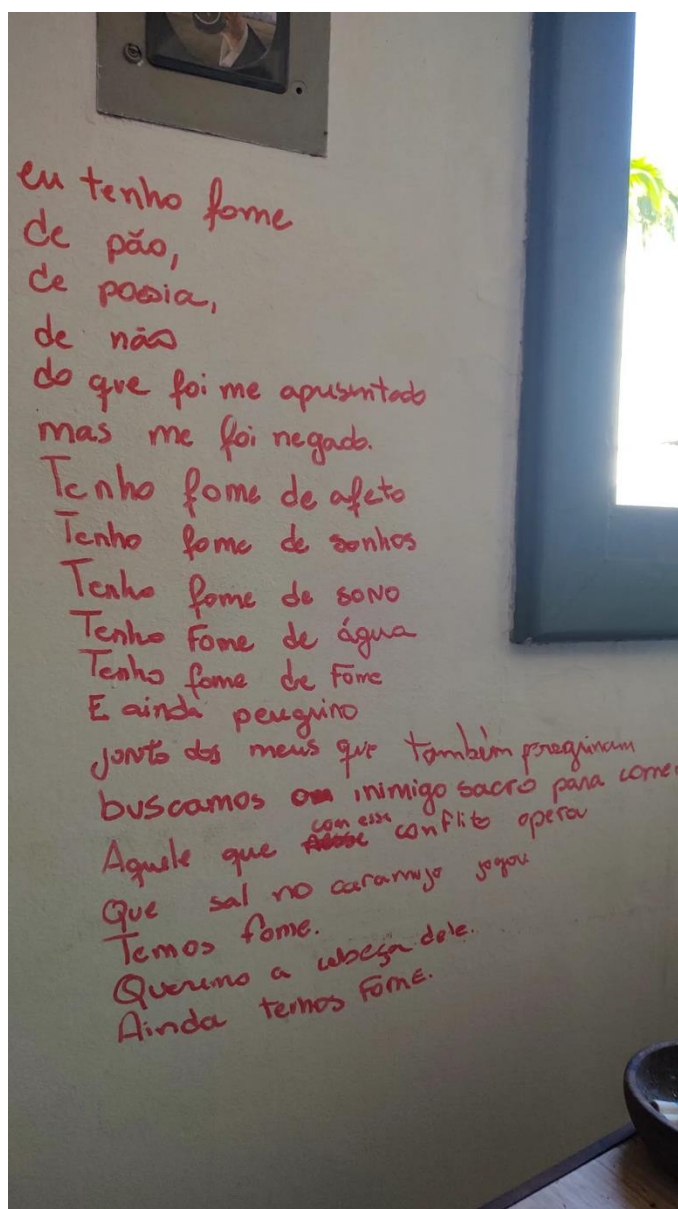 eu tenho fome
de pão,
de poesia,
de não
do que foi me apresentado
mas me foi negado.
Tenho fome de afeto
Tenho fome de sonhos
Tenho fome de sono
Tenho Fome de água
Tenho fome de Fome
E ainda peregrino
junto dos meus que também peregrinam
buscamos inimigo sacro para comer
Aquele que com esse conflito operou
Que sal no caramujo jogou
Temos fome.
Queremo a cabeça dele.
Ainda temos Fome.